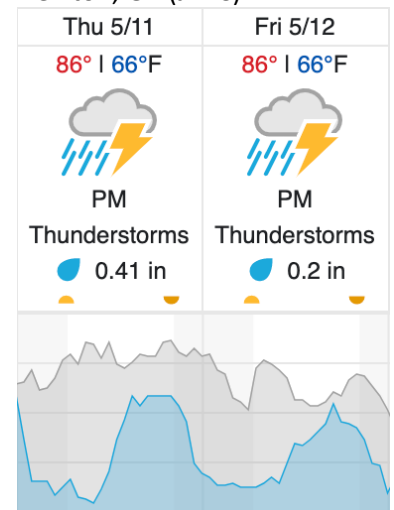 Thu 5/11
Fri 5/12
86° | 66°F
86° | 66°F
PM
Thunderstorms
PM
Thunderstorms
0.41 in
0.2 in